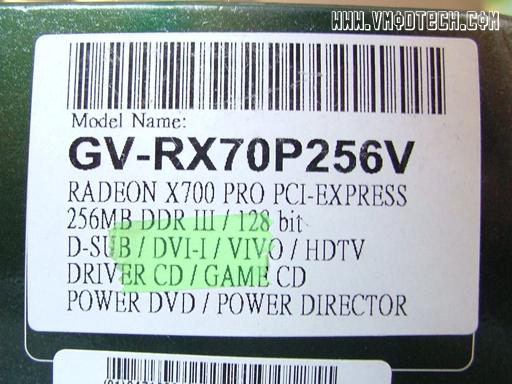 WWW.VMODTECH.COM
Model Name:
GV-RX70P256V
RADEON X700 PRO PCI-EXPRESS
256MB DDR III / 128 bit
D-SUB / DVI-I / VIVO / HDTV
DRIVER CD / GAME CD
POWER DVD / POWER DIRECTOR